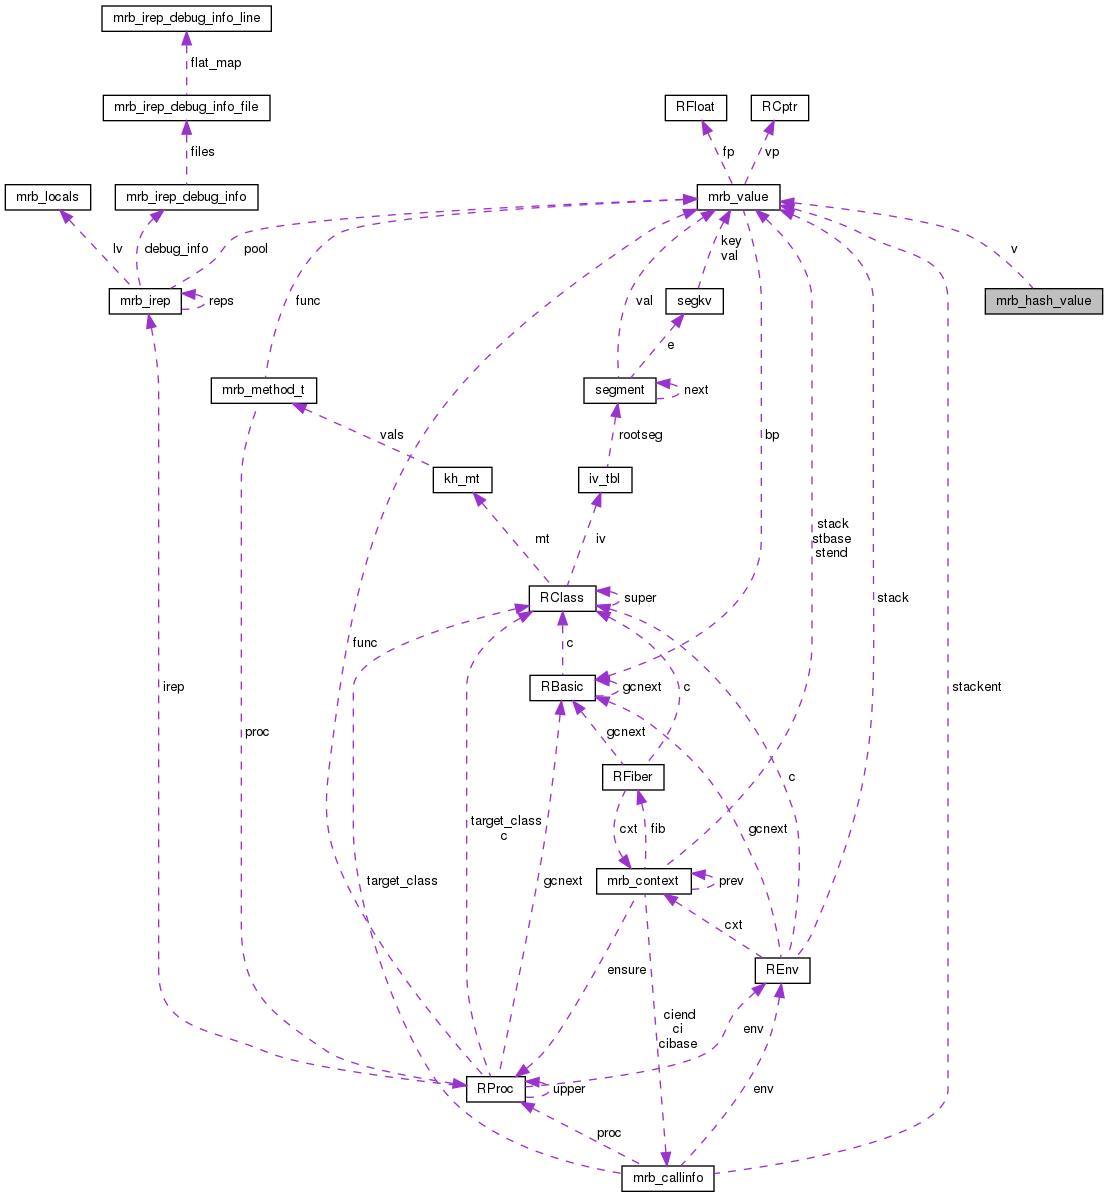 mrb_irep_debug_info_line
flat_map
mrb_irep_debug_info_file
RFloat
RCptr
files
fp
vp
mrb_locals
mrb_irep_debug_info
mrb_value
lv
debug_info
pool
key
val
v
mrb_irep
reps
func
val
segkv
mrb_hash_value
e
mrb_method_t
segment
next
vals
rootseg
bp
kh_mt
iv_tbl
mt
iv
stack
stbase
stend
RClass
super
stack
func
c
irep
RBasic
gcnext
c
stackent
proc
gcnext
RFiber
c
target_class
c
cxt
fib
gcnext
target_class
gcnext
mrb_context
prev
cxt
ensure
REnv
ciend
ci
cibase
env
RProc
upper
env
proc
mrb_callinfo